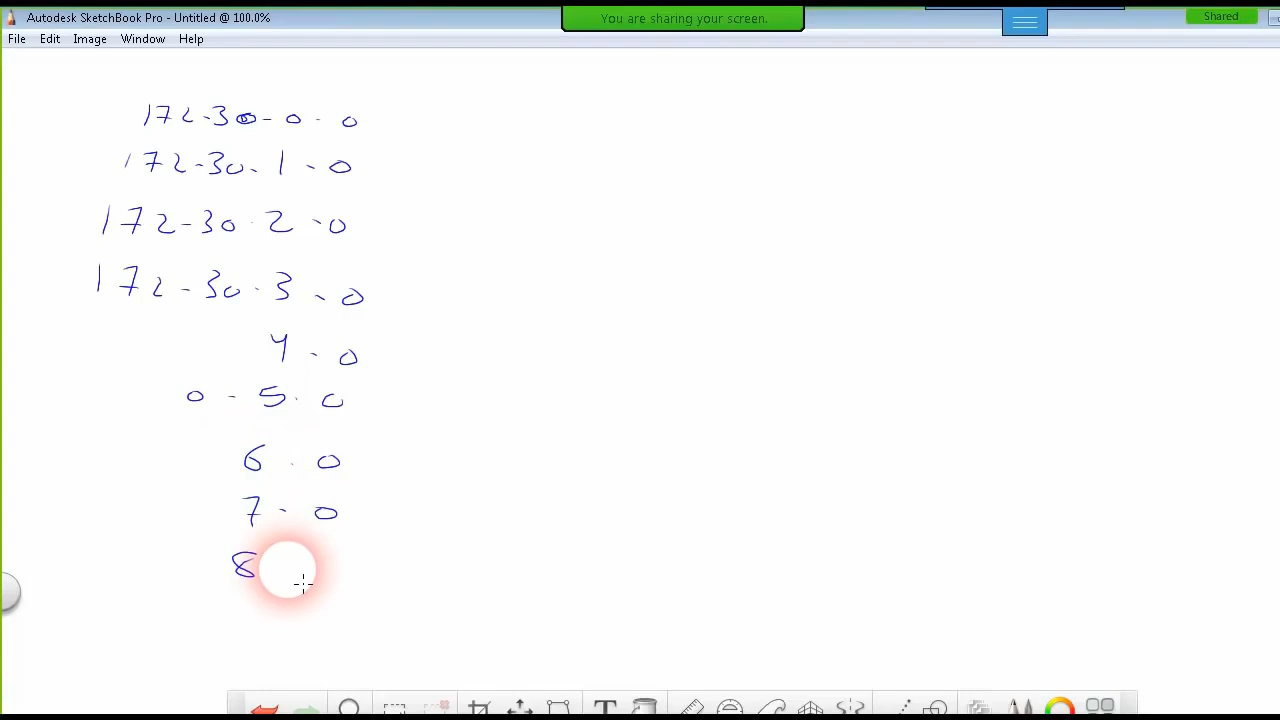 Autodesk SketchBook Pro - Untitled @ 100.0%
You are sharing your screen.
Shared
File Edit Image Window Help
172-30-0-0
172-30.1-0
172-30.2-0
172-30.3-0
4-0
0-5.0
6.0
7-0
8
T